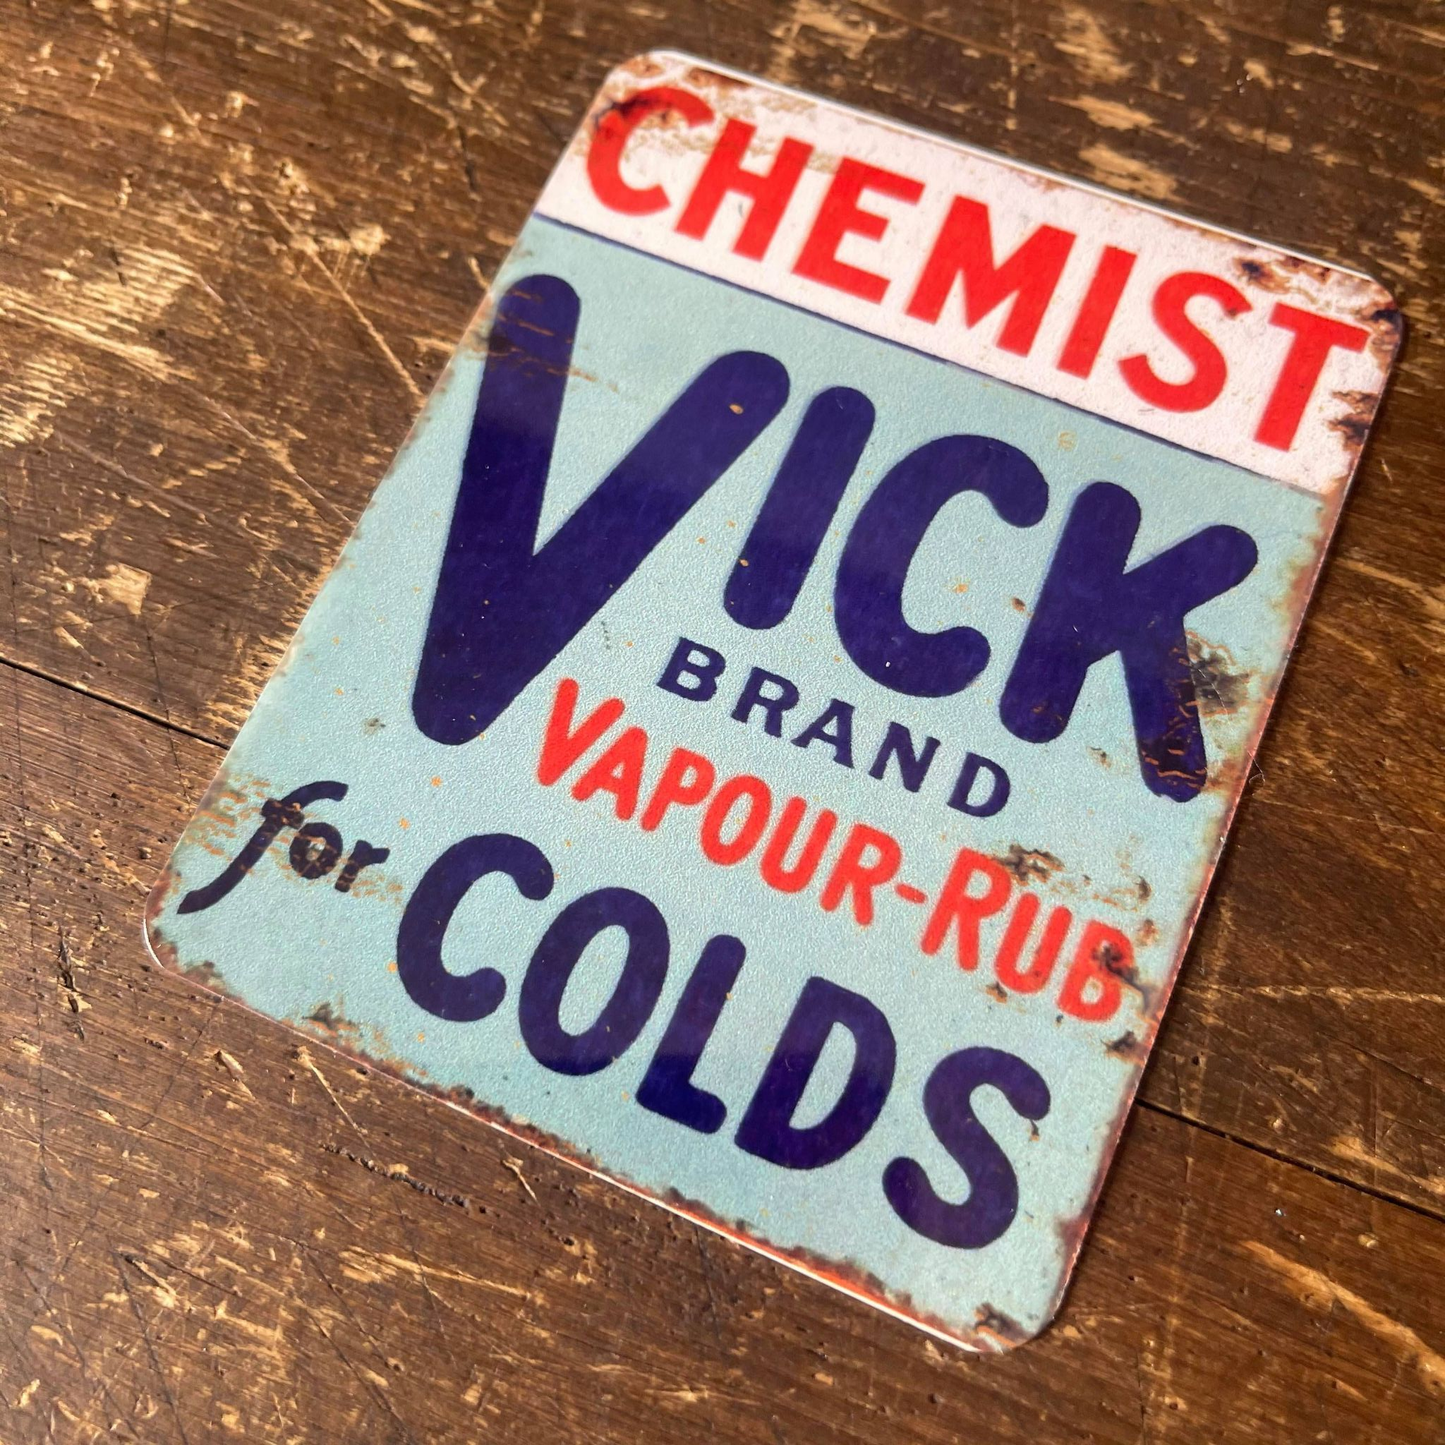 CHEMIST
VICK
BRAND
VAPOUR-RUB
for COLDS